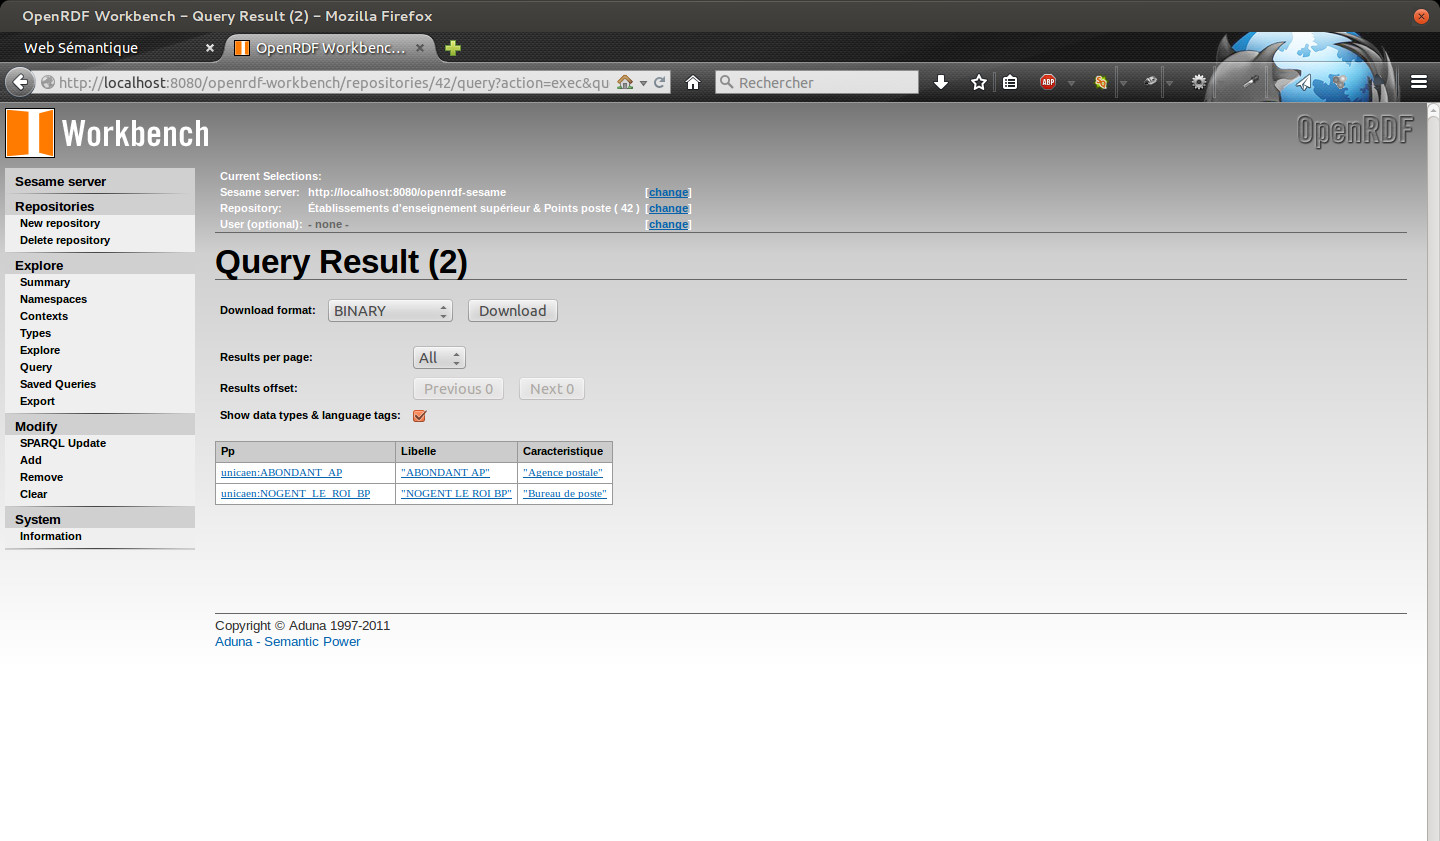 OpenRDF Workbench - Query Result (2) - Mozilla Firefox
Web Sémantique
OpenRDF Workbenc...
http://localhost:8080/openrdf-workbench/repositories/42/query?action=exec&qu
Rechercher
ABP
Workbench
OpenRDF
Sesame server
Repositories
New repository
Delete repository
Explore
Summary
Namespaces
Contexts
Types
Explore
Query
Saved Queries
Export
Modify
SPARQL Update
Add
Remove
Clear
System
Information
Current Selections:
Sesame server: http://localhost:8080/openrdf-sesame [change]
Repository: Établissements d'enseignement supérieur & Points poste ( 42 ) [change]
User (optional): - none - [change]
Query Result (2)
Download format: BINARY Download
Results per page: All
Results offset: Previous 0 Next 0
Show data types & language tags:
Pp Libelle Caracteristique
unicaen:ABONDANT_AP "ABONDANT AP" "Agence postale"
unicaen:NOGENT_LE_ROI_BP "NOGENT LE ROI BP" "Bureau de poste"
Copyright © Aduna 1997-2011
Aduna - Semantic Power